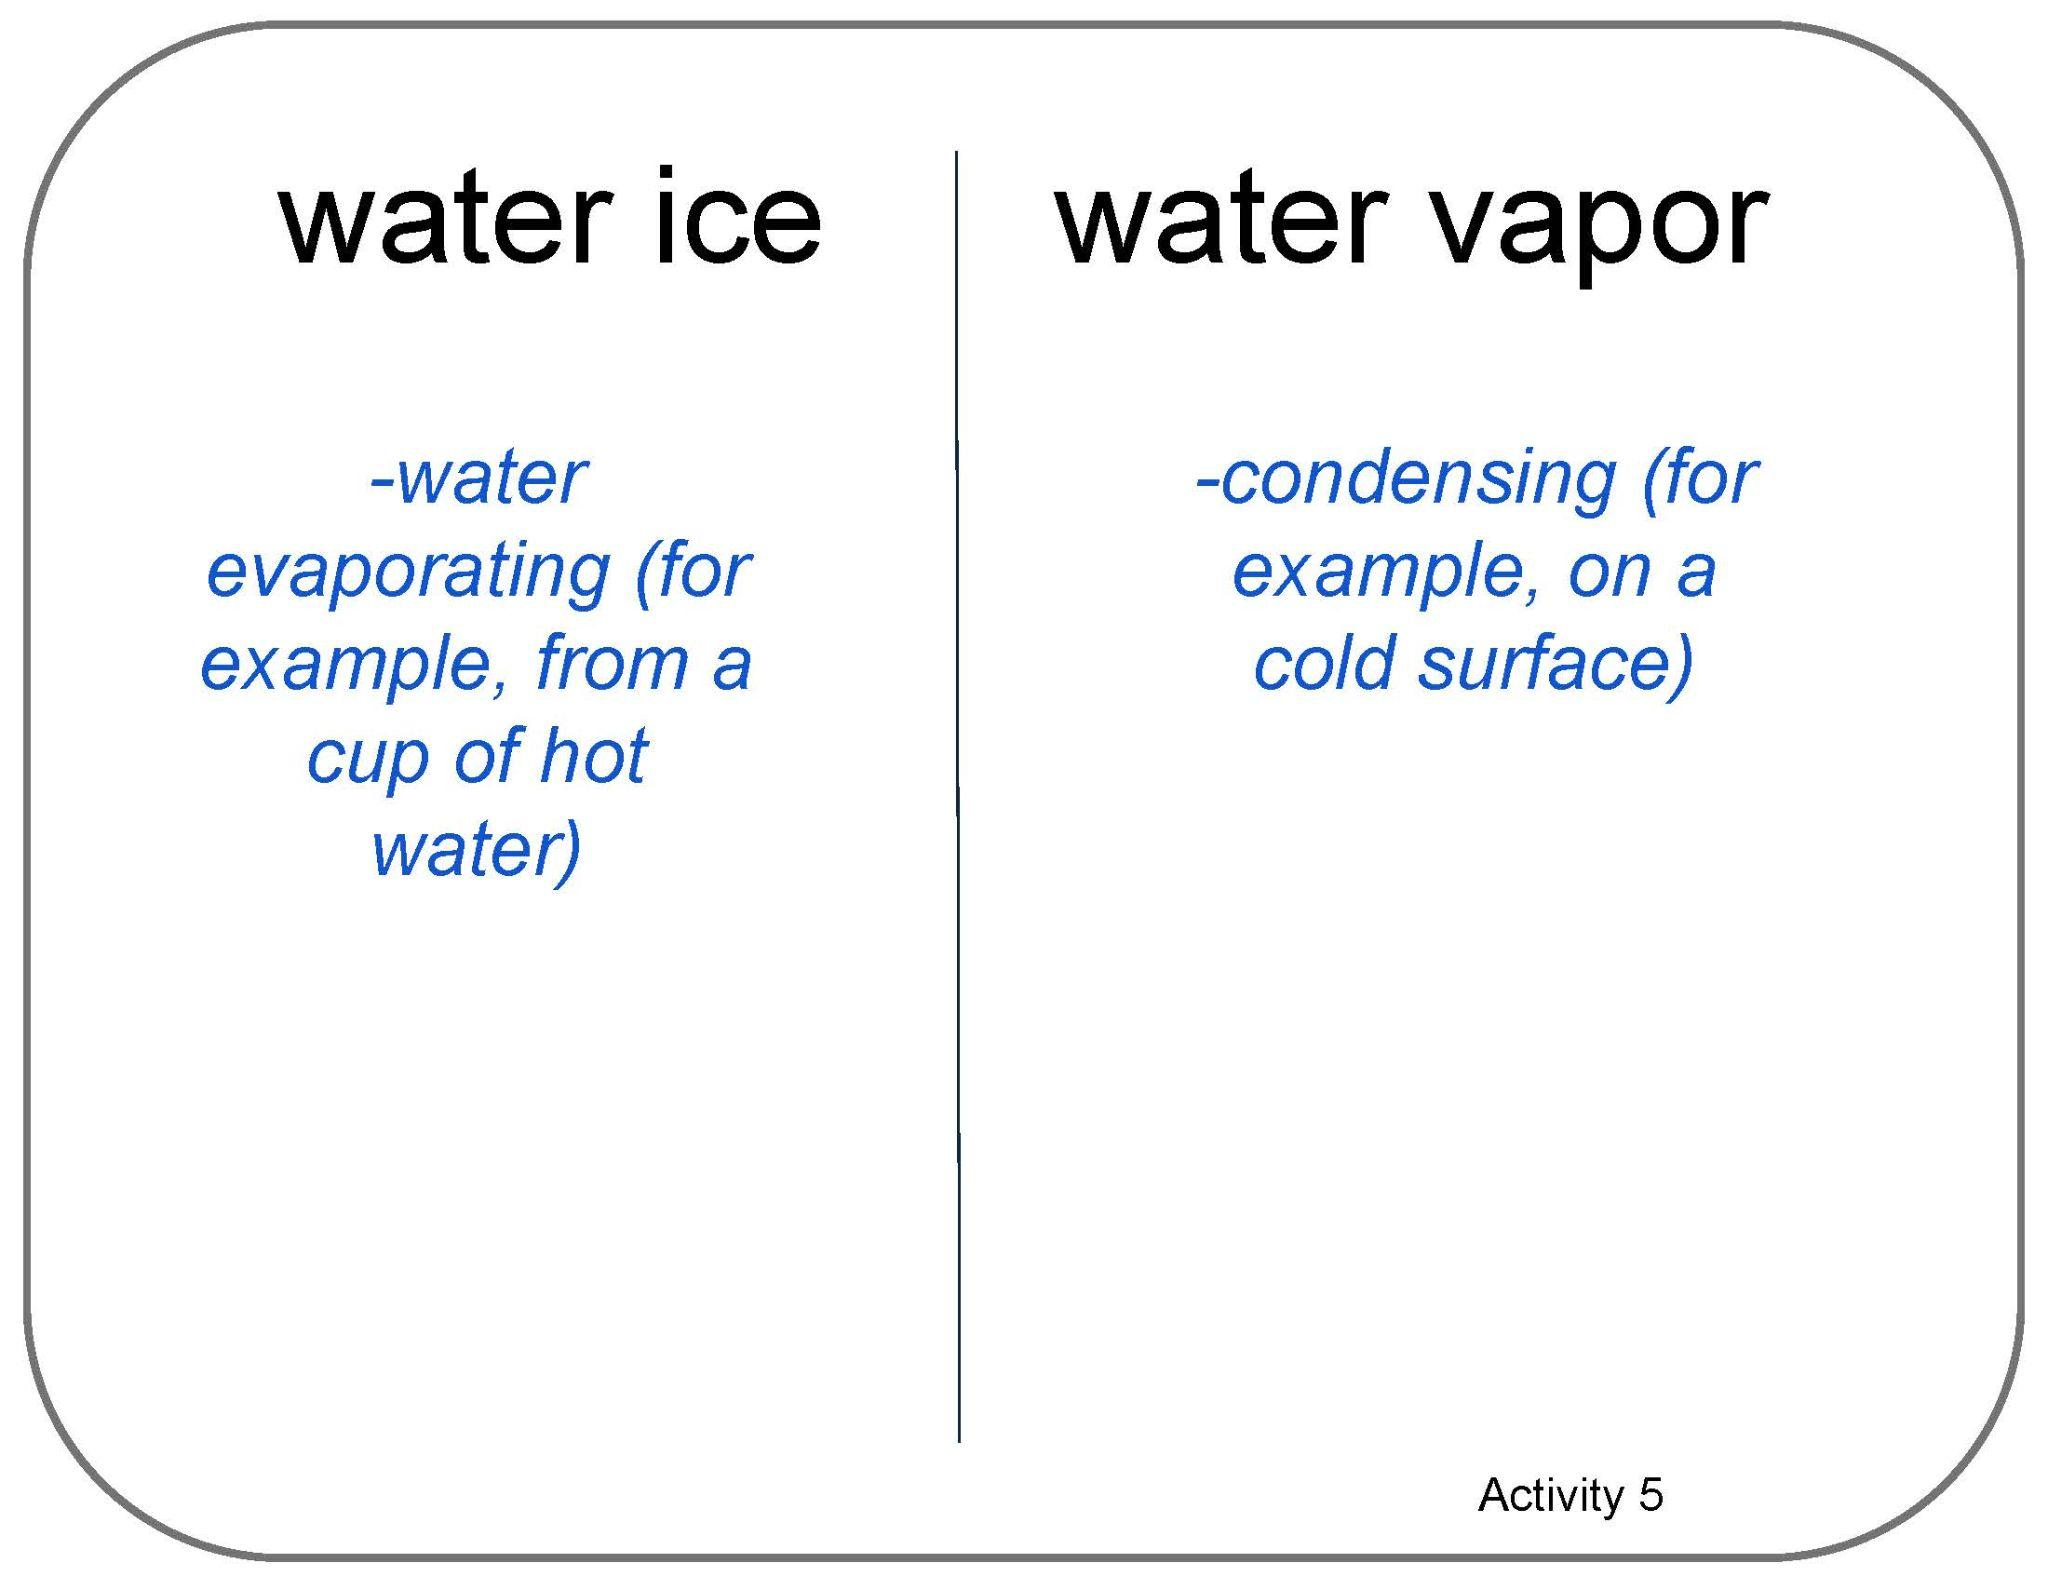 water ice
-water
evaporating (for
example, from a
cup of hot
water)
water vapor
-condensing (for
example, on a
cold surface)
Activity 5